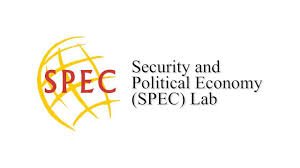 SPEC
Security and
Political Economy
(SPEC) Lab